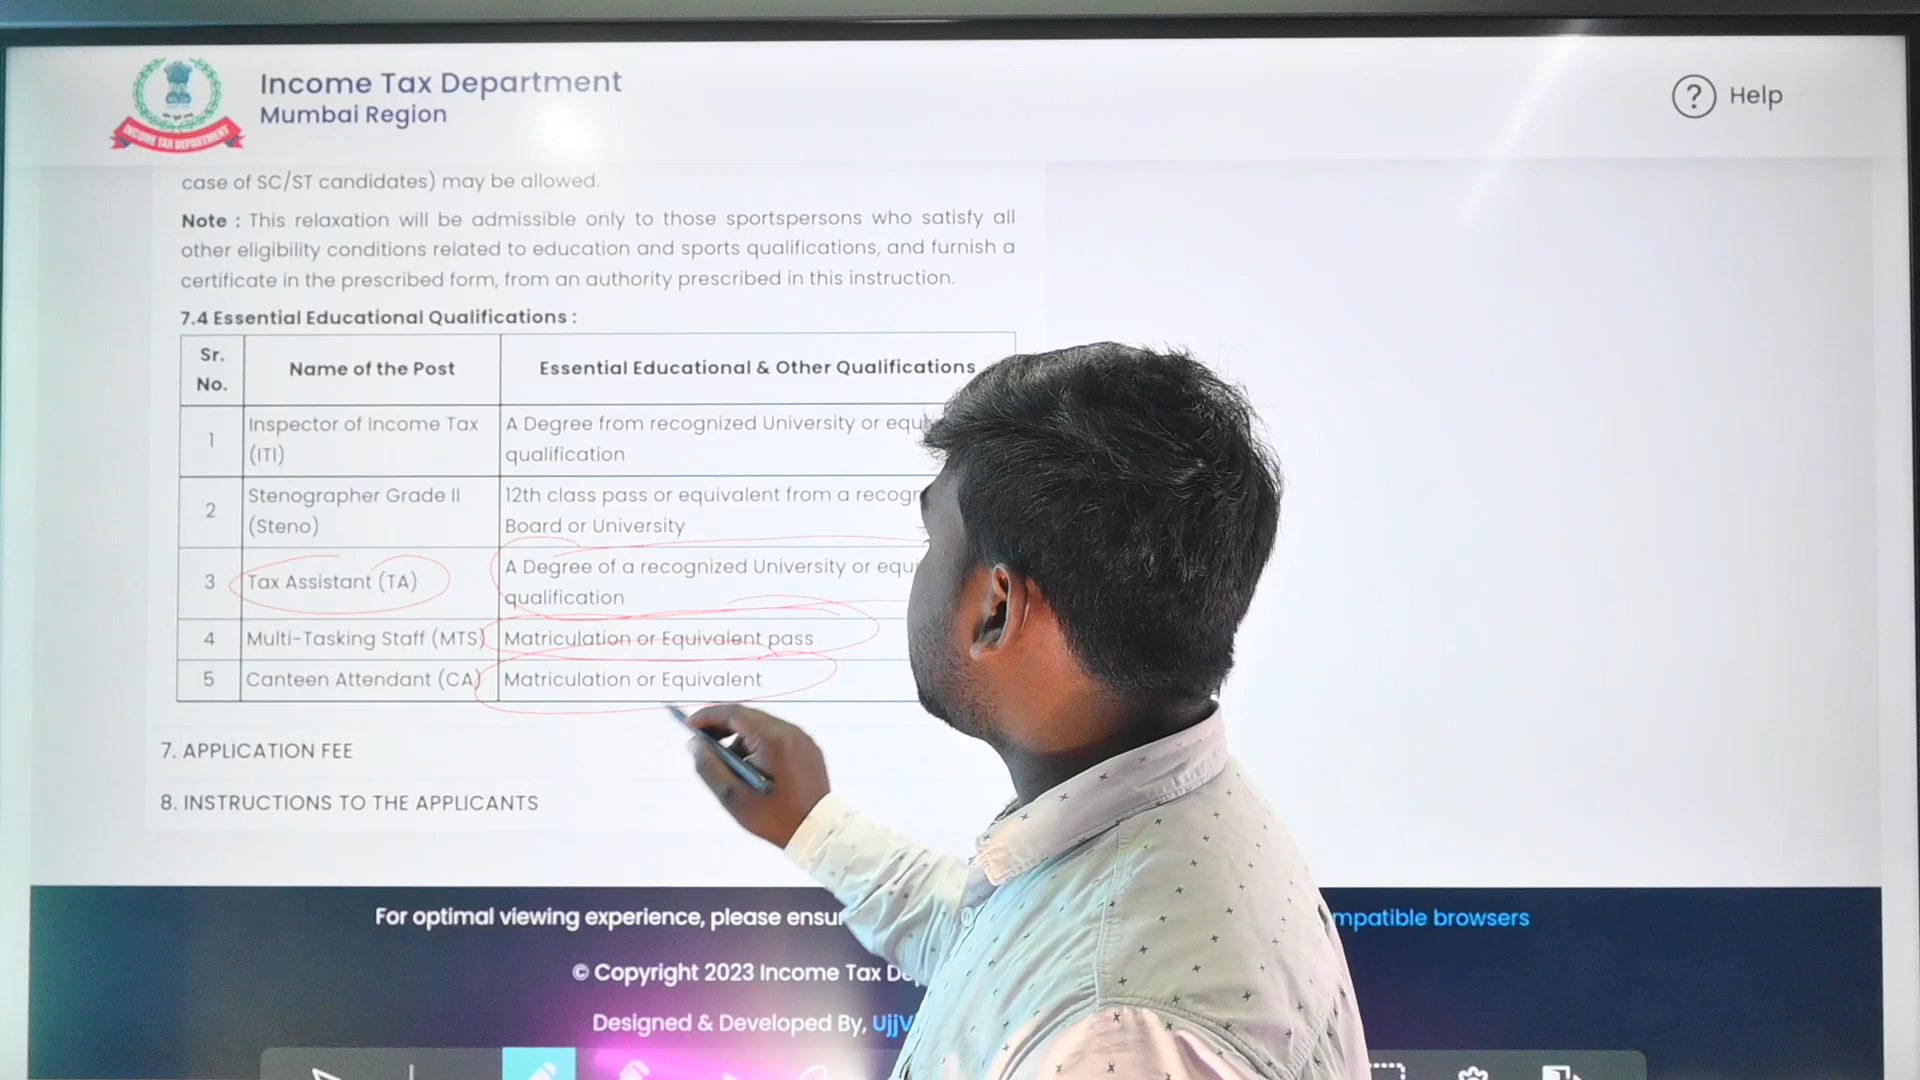 Income Tax Department
Mumbai Region
INCOME TAX DEPARTMENT
Help
case of SC/ST candidates) may be allowed.
Note : This relaxation will be admissible only to those sportspersons who satisfy all
other eligibility conditions related to education and sports qualifications, and furnish a
certificate in the prescribed form, from an authority prescribed in this instruction.
7.4 Essential Educational Qualifications :
Sr. No. Name of the Post Essential Educational & Other Qualifications
1 Inspector of Income Tax (ITI) A Degree from recognized University or
qualification
2 Stenographer Grade II (Steno) 12th class pass or equivalent from a
Board or University
3 Tax Assistant (TA) A Degree of a recognized University or
qualification
4 Multi-Tasking Staff (MTS) Matriculation or Equivalent pass
5 Canteen Attendant (CA) Matriculation or Equivalent
7. APPLICATION FEE
8. INSTRUCTIONS TO THE APPLICANTS
For optimal viewing experience, please browsers
© Copyright 2023 Income Tax
Designed & Developed By,